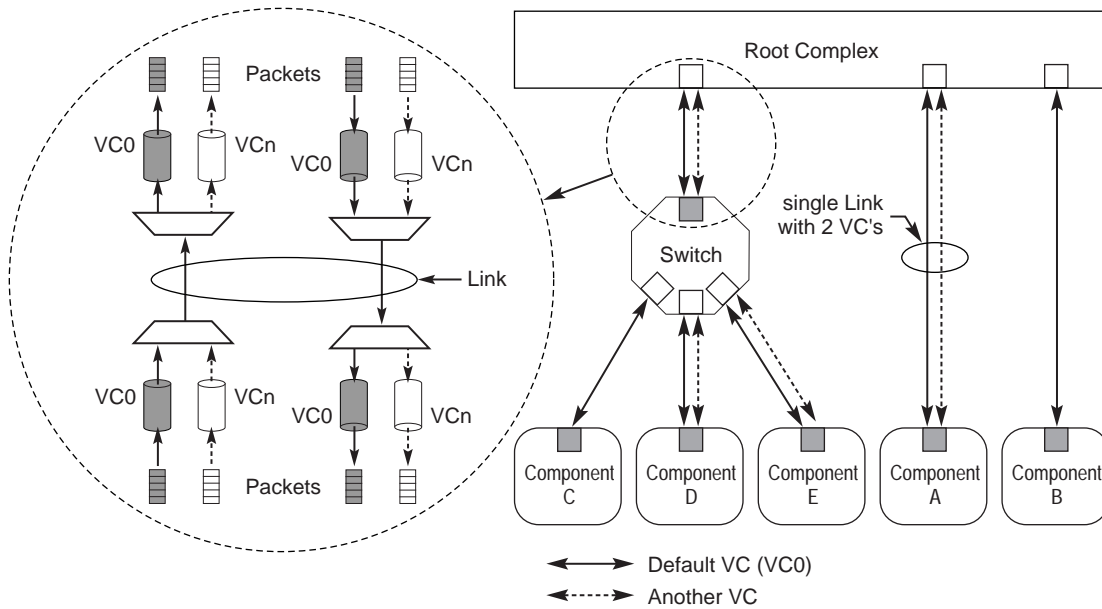 Packets
VC0
VCn
VC0
VCn
Link
VC0
VCn
VC0
VCn
Packets
Root Complex
single Link
with 2 VC's
Switch
Component
C
Component
D
Component
E
Component
A
Component
B
Default VC (VC0)
Another VC